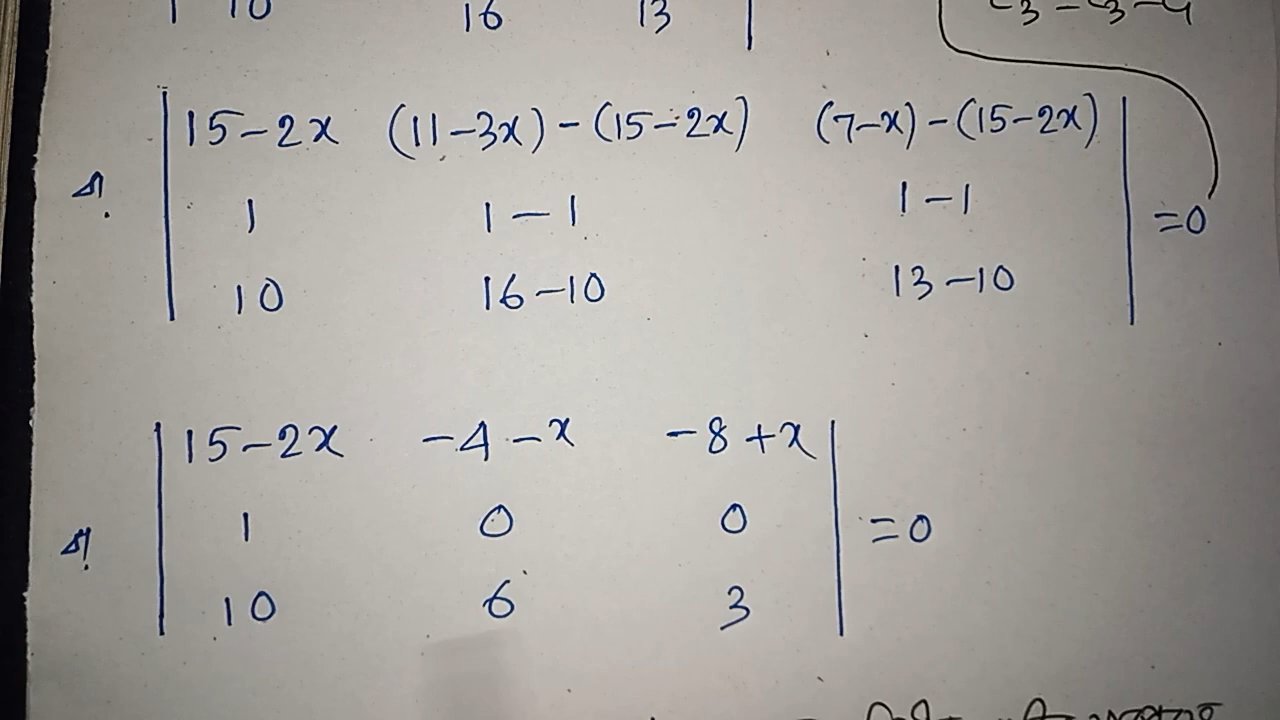 1 10 16 13
বা, | 15-2x (11-3x)-(15-2x) (7-x)-(15-2x) |
| 1 1-1 1-1 | =0
| 10 16-10 13-10 |
| 15-2x -4-x -8+x |
বা, | 1 0 0 | =0
| 10 6 3 |